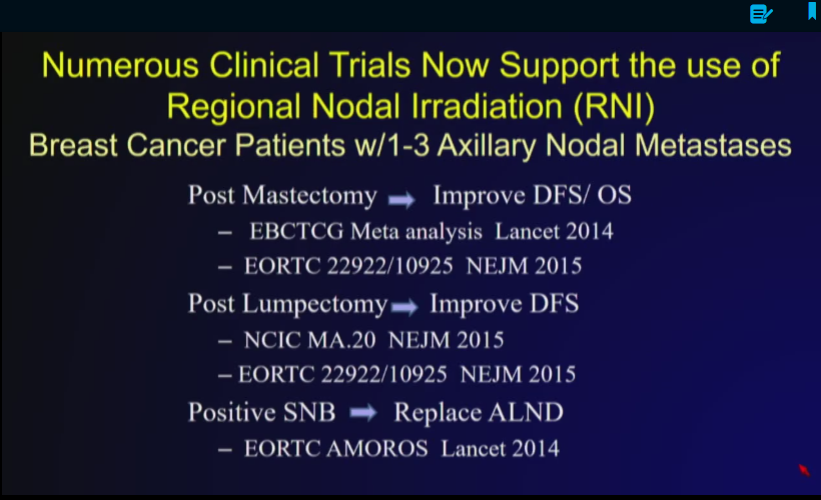 Numerous Clinical Trials Now Support the use of
Regional Nodal Irradiation (RNI)
Breast Cancer Patients w/1-3 Axillary Nodal Metastases
Post Mastectomy ➡ Improve DFS/ OS
– EBCTCG Meta analysis Lancet 2014
– EORTC 22922/10925 NEJM 2015
Post Lumpectomy ➡ Improve DFS
– NCIC MA.20 NEJM 2015
– EORTC 22922/10925 NEJM 2015
Positive SNB ➡ Replace ALND
– EORTC AMOROS Lancet 2014